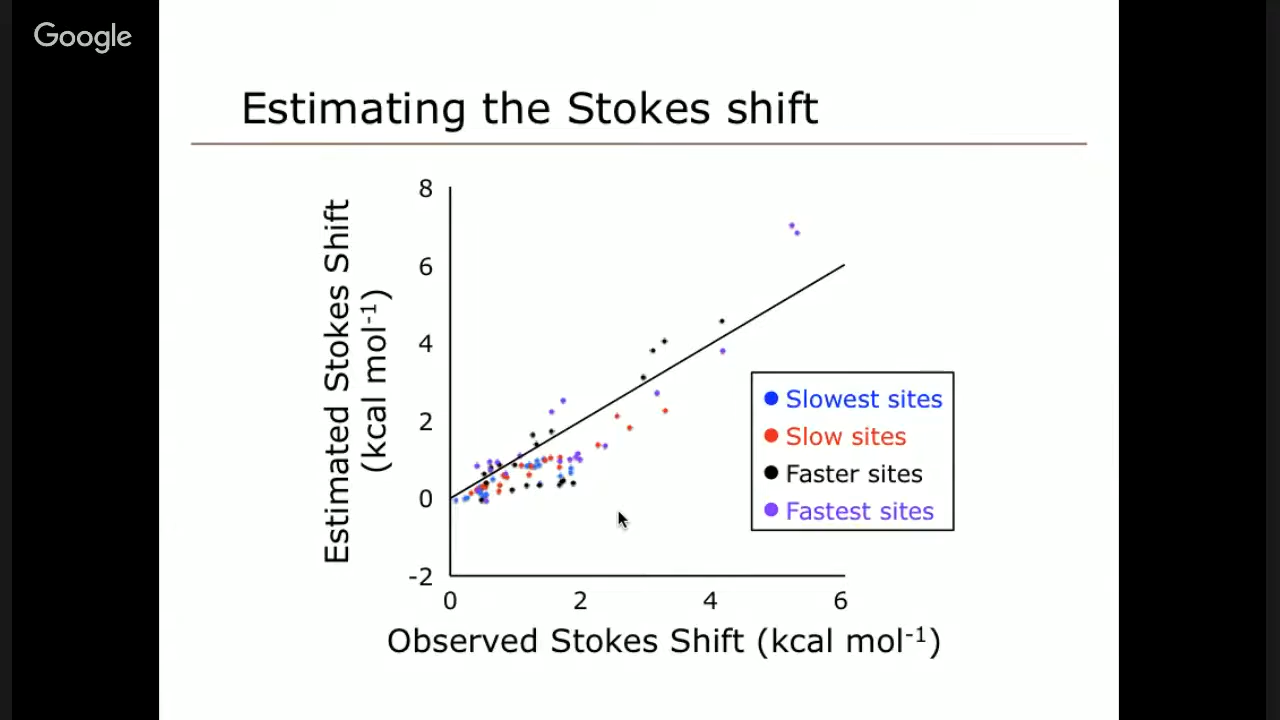 Google
Estimating the Stokes shift
Estimated Stokes Shift
(kcal mol-1)
8
6
4
2
0
-2
0 2 4 6
Observed Stokes Shift (kcal mol-1)
Slowest sites
Slow sites
Faster sites
Fastest sites